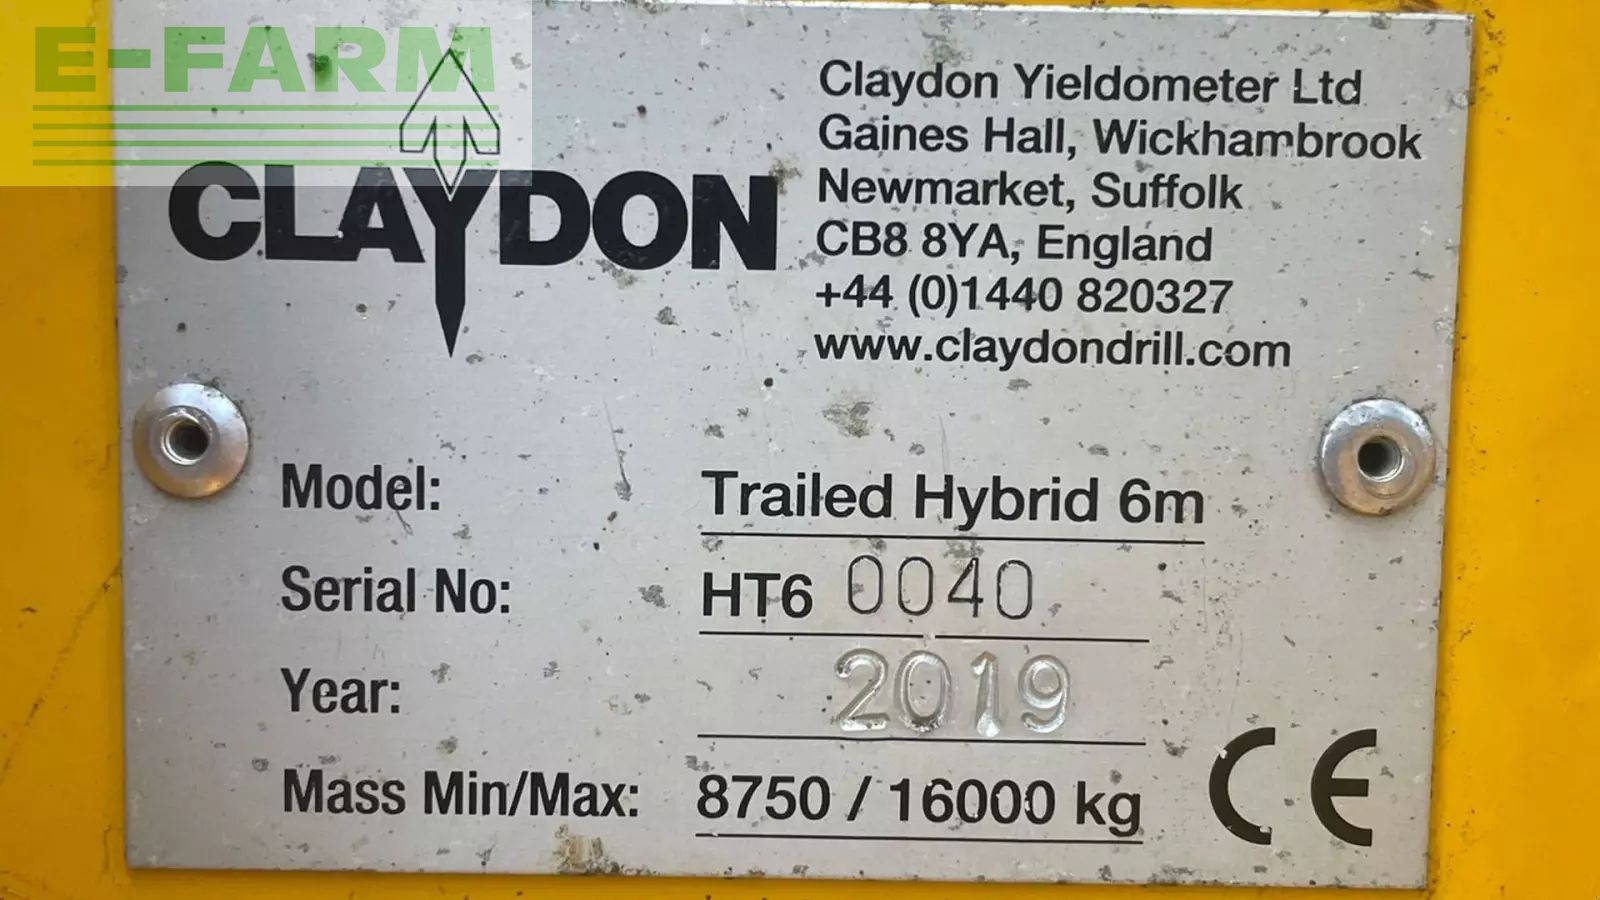 E-FARM
CLAYDON
Claydon Yieldometer Ltd
Gaines Hall, Wickhambrook
Newmarket, Suffolk
CB8 8YA, England
+44 (0)1440 820327
www.claydondrill.com
Model: Trailed Hybrid 6m
Serial No: HT6 0040
Year: 2019
Mass Min/Max: 8750 / 16000 kg
CE